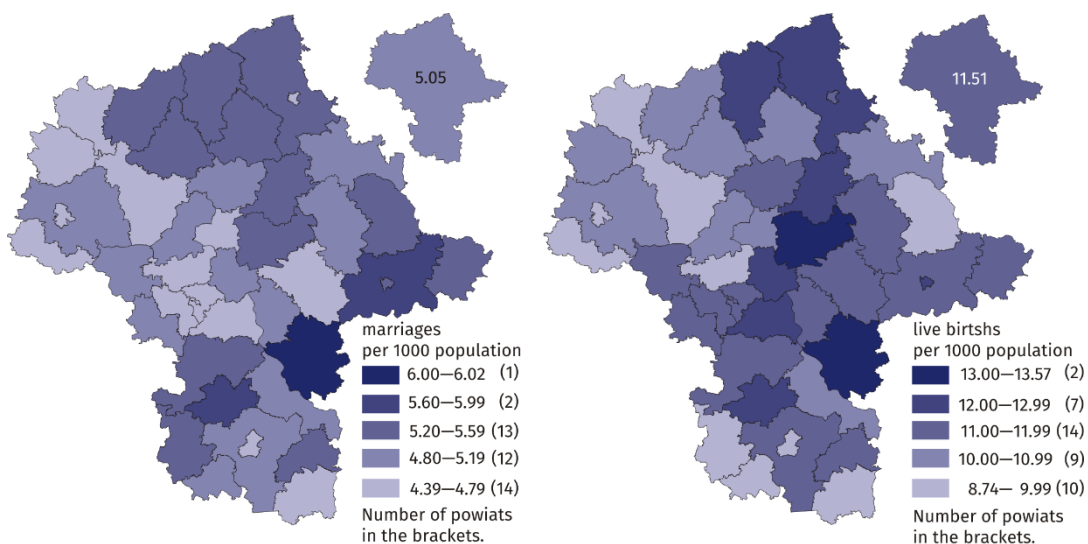 5.05
marriages
per 1000 population
6.00—6.02 (1)
5.60—5.99 (2)
5.20—5.59 (13)
4.80—5.19 (12)
4.39—4.79 (14)
Number of powiats
in the brackets.
11.51
live birtshs
per 1000 population
13.00—13.57 (2)
12.00—12.99 (7)
11.00—11.99 (14)
10.00—10.99 (9)
8.74— 9.99 (10)
Number of powiats
in the brackets.